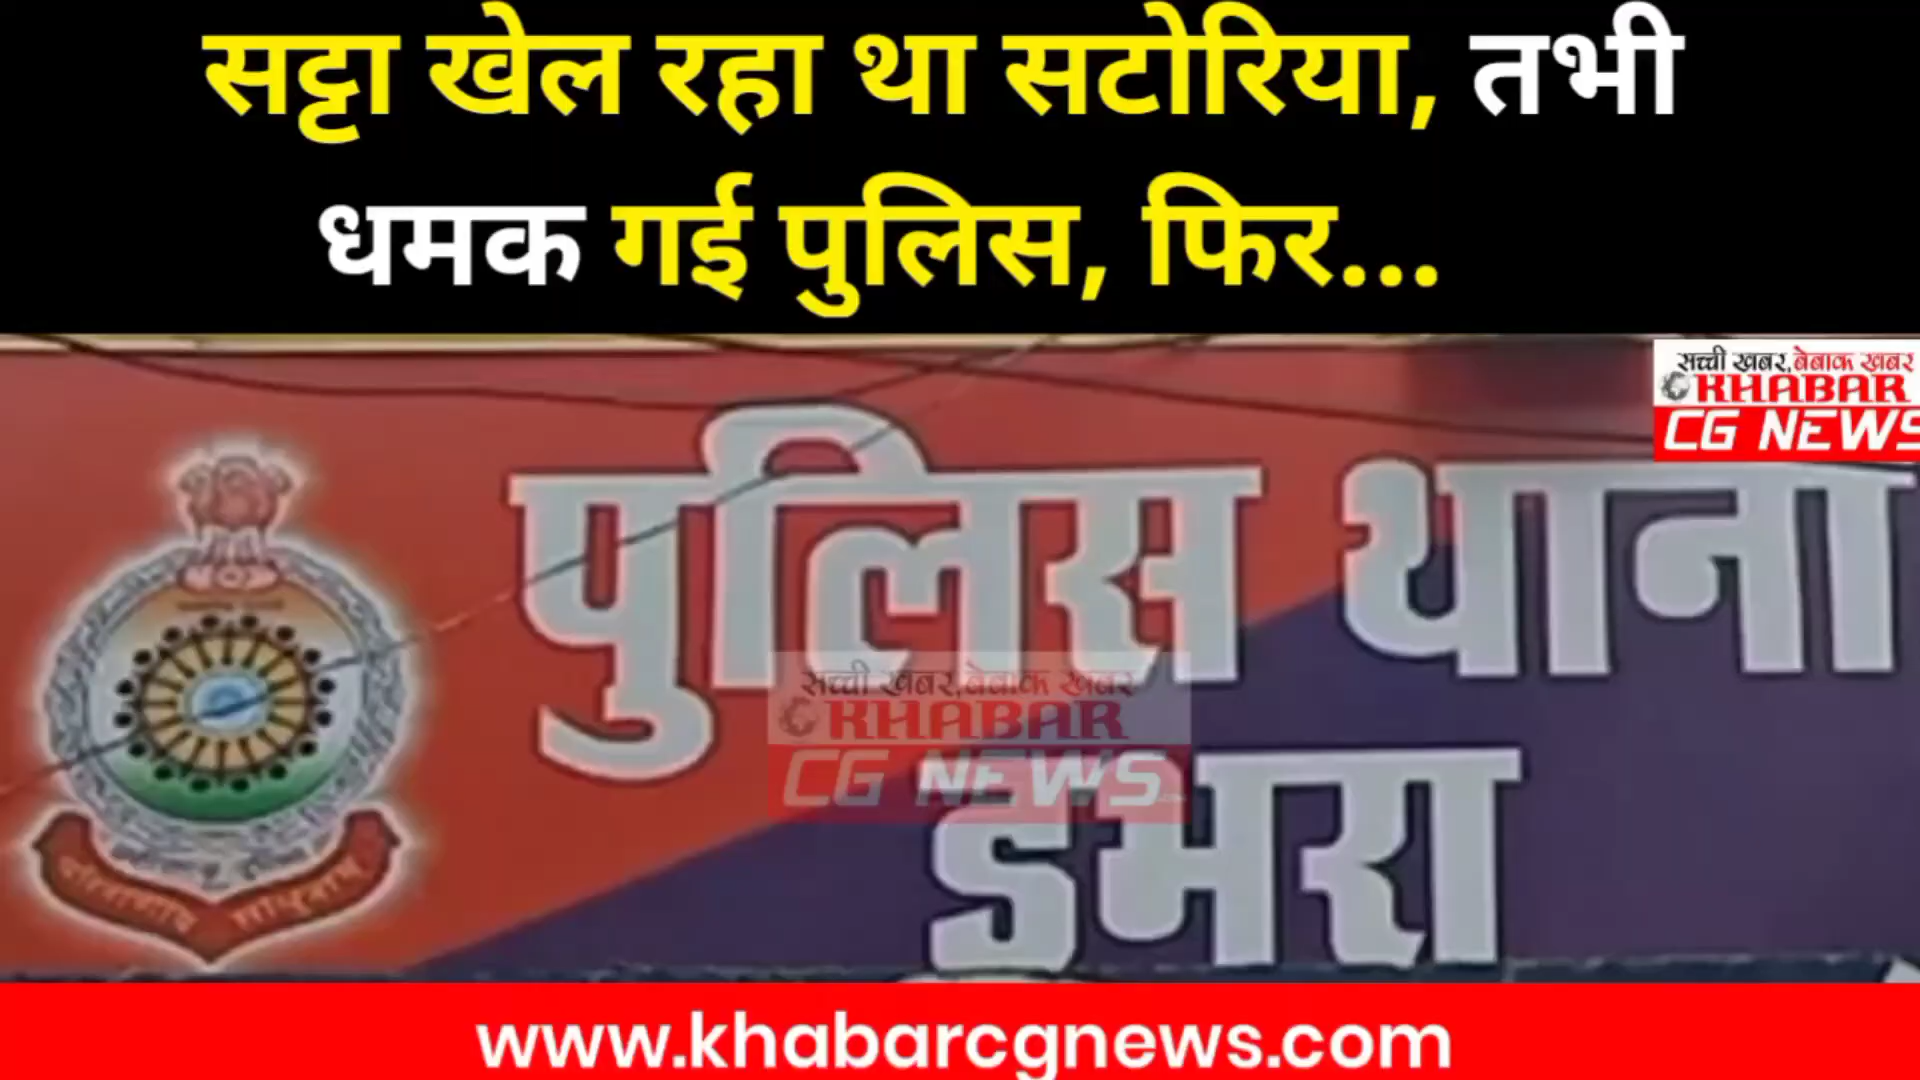 सट्टा खेल रहा था सटोरिया, तभी
धमक गई पुलिस, फिर...
सच्ची खबर,बेबाक खबर
KHABAR
CG NEWS
पुलिस थाना
सच्ची खबर,बेबाक खबर
KHABAR
CG NEWS
डभरा
www.khabarcgnews.com